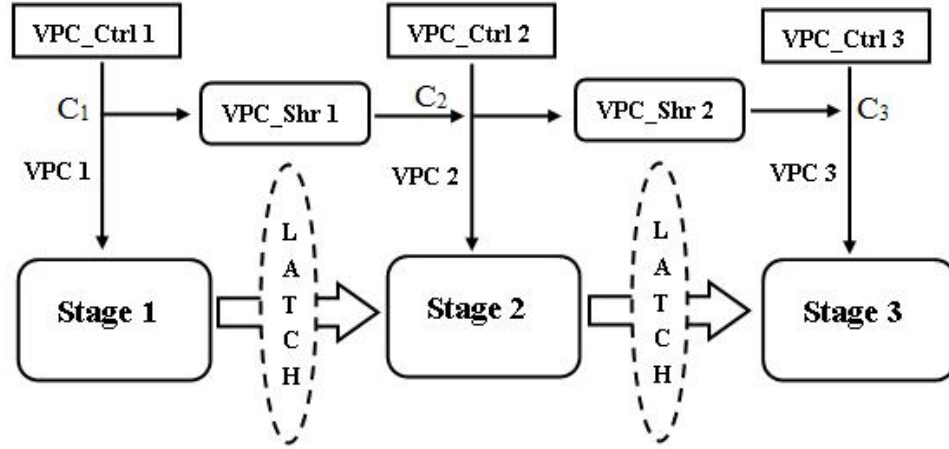 VPC_Ctrl 1
VPC_Ctrl 2
VPC_Ctrl 3
C1
VPC_Shr 1
C2
VPC_Shr 2
C3
VPC 1
VPC 2
VPC 3
L
A
T
C
H
L
A
T
C
H
Stage 1
Stage 2
Stage 3